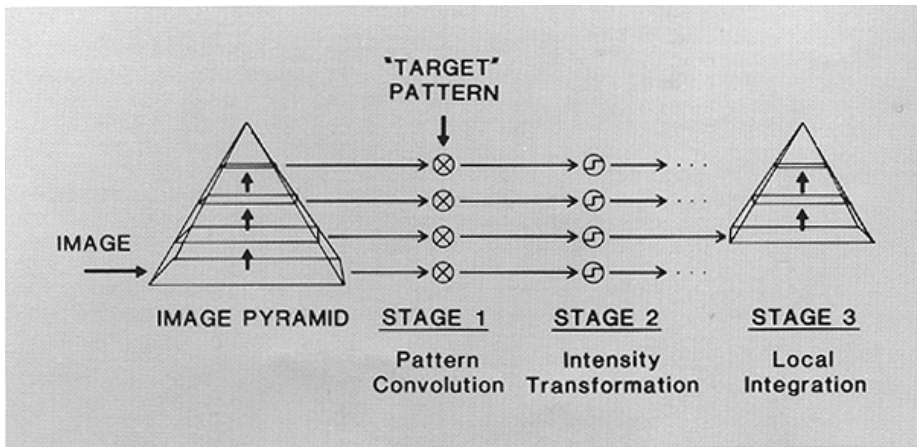 "TARGET"
PATTERN
IMAGE
IMAGE PYRAMID
STAGE 1
STAGE 2
STAGE 3
Pattern
Convolution
Intensity
Transformation
Local
Integration